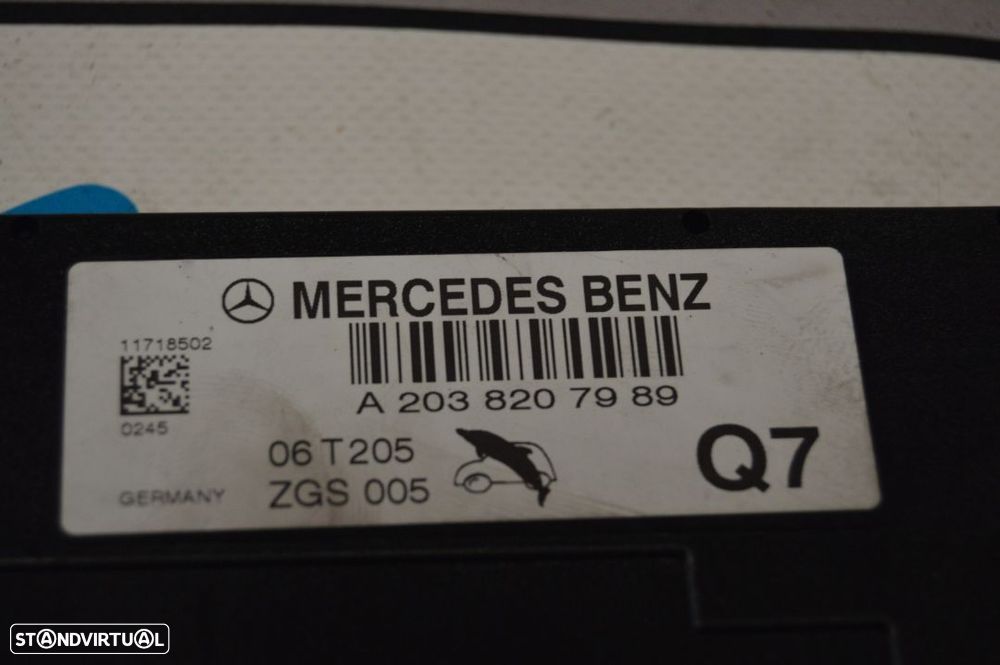 MERCEDES BENZ
11718502
A 203 820 79 89
0245
06 T205
Q7
GERMANY
ZGS 005
STANDVIRTUAL